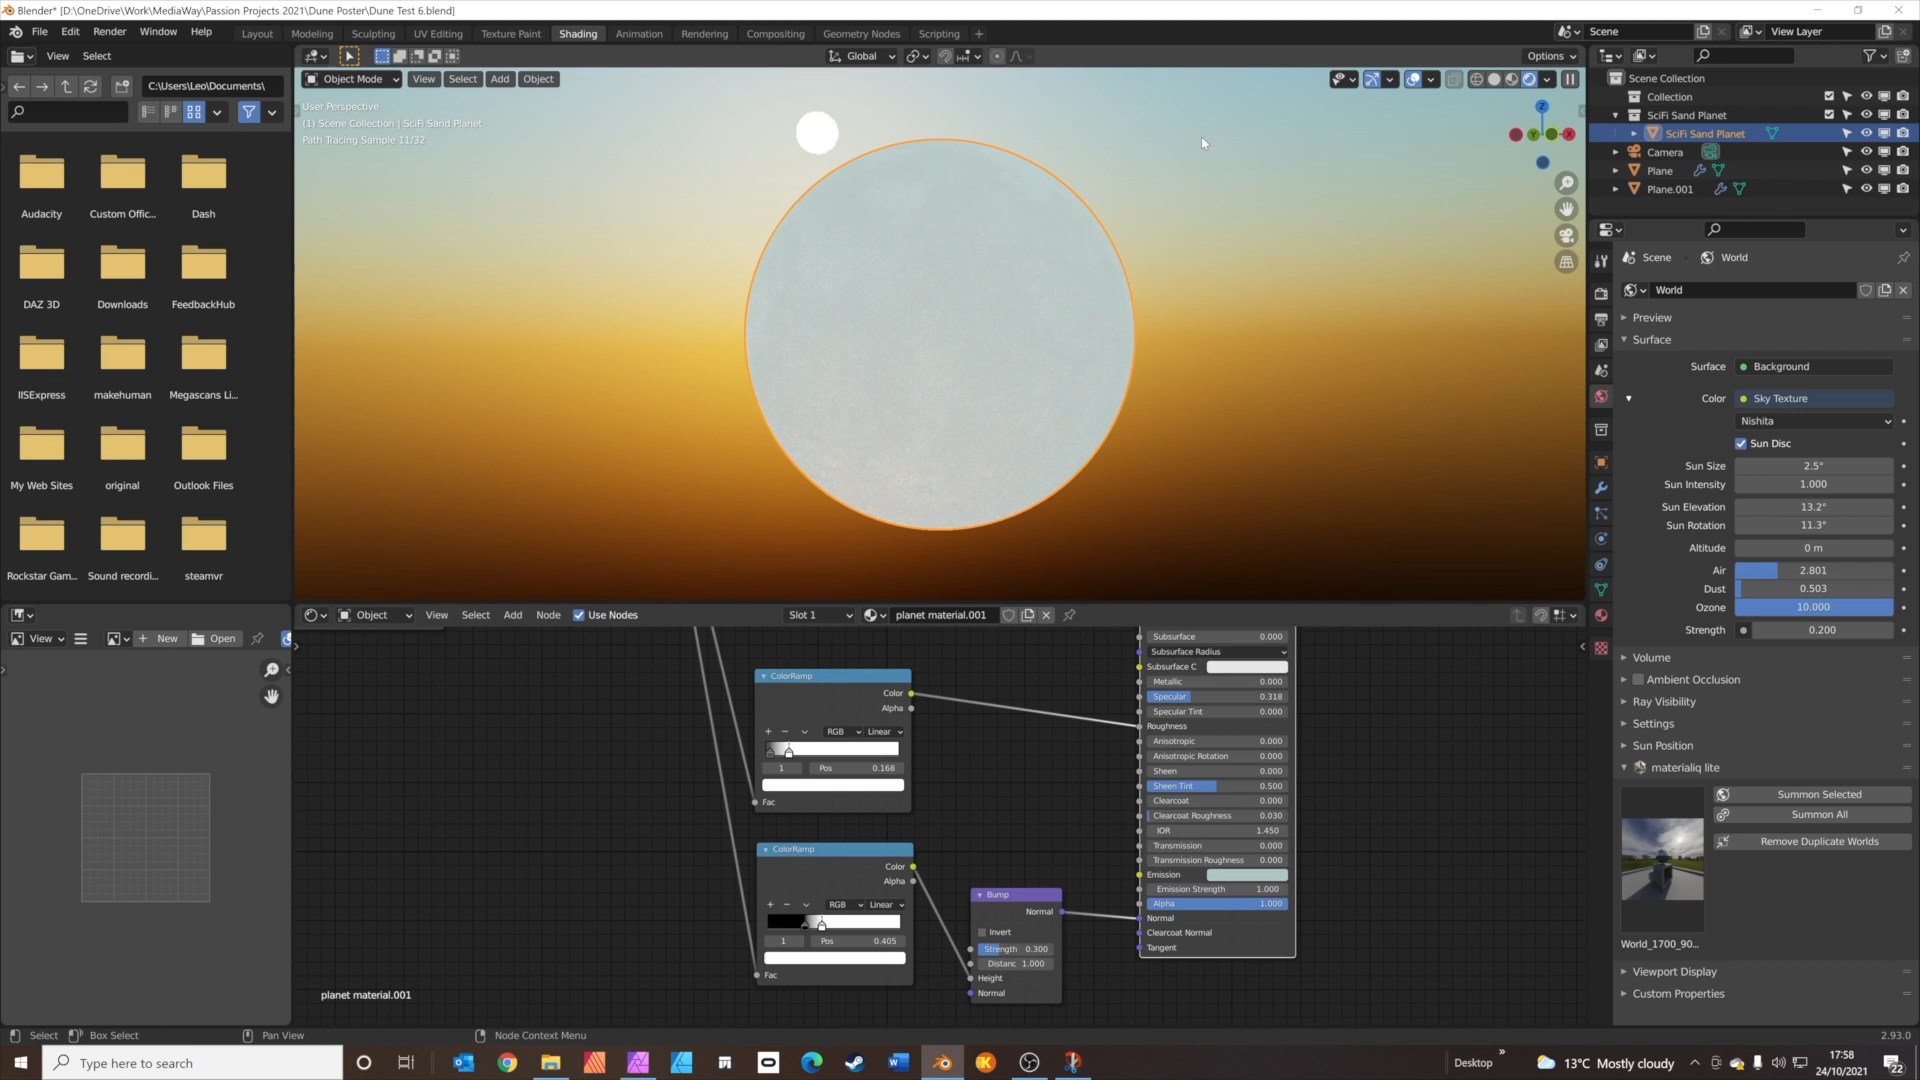 Blender* [D:\OneDrive\Work\MediaWay\Passion Projects 2021\Dune Poster\Dune Test 6.blend]
File Edit Render Window Help
Layout Modeling Sculpting UV Editing Texture Paint Shading Animation Rendering Compositing Geometry Nodes Scripting +
Scene
View Layer
View Select
Global
Options
C:\Users\Leo\Documents\
Object Mode View Select Add Object
User Perspective
(1) Scene Collection | SciFi Sand Planet
Path Tracing Sample 11/32
Z
Y
X
Audacity Custom Offic... Dash
DAZ 3D Downloads FeedbackHub
IISExpress makehuman Megascans Li...
My Web Sites original Outlook Files
Rockstar Gam... Sound recordi... steamvr
Scene Collection
Collection
SciFi Sand Planet
SciFi Sand Planet
Camera
Plane
Plane.001
Scene World
World
Preview
Surface
Surface Background
Color Sky Texture
Nishita
Sun Disc
Sun Size 2.5°
Sun Intensity 1.000
Sun Elevation 13.2°
Sun Rotation 11.3°
Altitude 0 m
Air 2.801
Dust 0.503
Ozone 10.000
Strength 0.200
Volume
Ambient Occlusion
Ray Visibility
Settings
Sun Position
materialiq lite
Summon Selected
Summon All
Remove Duplicate Worlds
World_1700_90...
Viewport Display
Custom Properties
View New Open
Object View Select Add Node Use Nodes Slot 1 planet material.001
ColorRamp
Color
Alpha
+ − RGB Linear
1 Pos 0.168
Fac
ColorRamp
Color
Alpha
+ − RGB Linear
1 Pos 0.405
Fac
Bump
Normal
Invert
Strength 0.300
Distanc 1.000
Height
Normal
Subsurface 0.000
Subsurface Radius
Subsurface C
Metallic 0.000
Specular 0.318
Specular Tint 0.000
Roughness
Anisotropic 0.000
Anisotropic Rotation 0.000
Sheen 0.000
Sheen Tint 0.500
Clearcoat 0.000
Clearcoat Roughness 0.030
IOR 1.450
Transmission 0.000
Transmission Roughness 0.000
Emission
Emission Strength 1.000
Alpha 1.000
Normal
Clearcoat Normal
Tangent
planet material.001
Select Box Select Pan View Node Context Menu 2.93.0
Type here to search
Desktop
13°C Mostly cloudy
17:58
24/10/2021
22